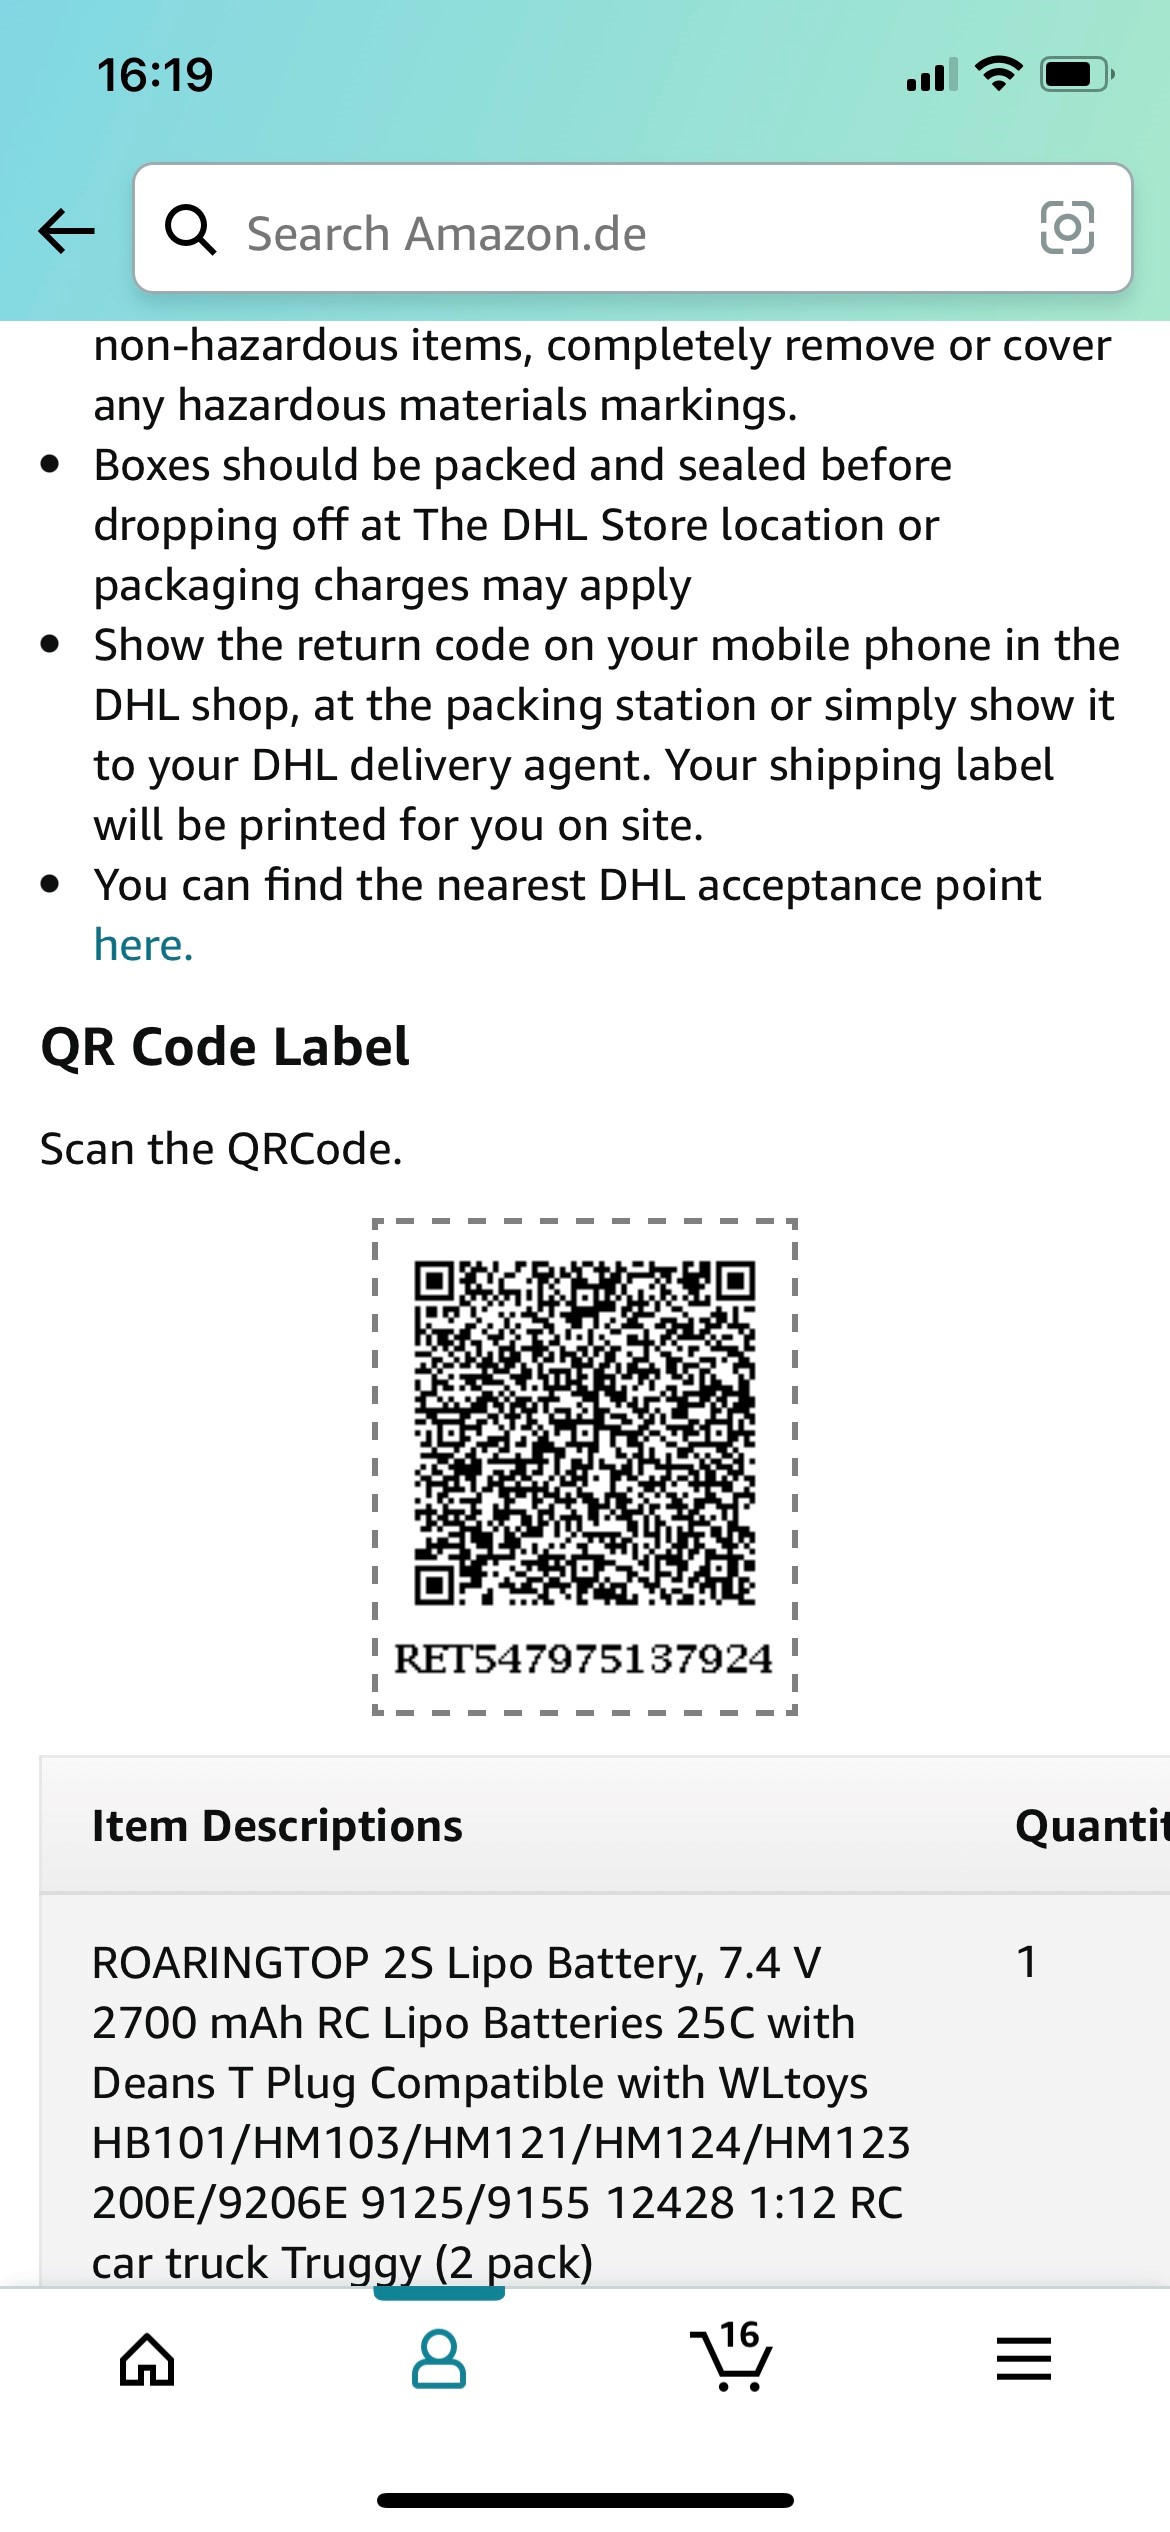 16:19
Search Amazon.de
non-hazardous items, completely remove or cover
any hazardous materials markings.
• Boxes should be packed and sealed before
dropping off at The DHL Store location or
packaging charges may apply
• Show the return code on your mobile phone in the
DHL shop, at the packing station or simply show it
to your DHL delivery agent. Your shipping label
will be printed for you on site.
• You can find the nearest DHL acceptance point
here.
QR Code Label
Scan the QRCode.
RET547975137924
Item Descriptions Quantit
ROARINGTOP 2S Lipo Battery, 7.4 V 1
2700 mAh RC Lipo Batteries 25C with
Deans T Plug Compatible with WLtoys
HB101/HM103/HM121/HM124/HM123
200E/9206E 9125/9155 12428 1:12 RC
car truck Truggy (2 pack)
16